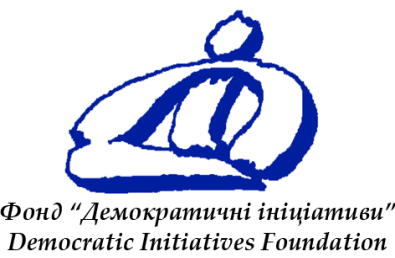 Фонд “Демократичні ініціативи”
Democratic Initiatives Foundation